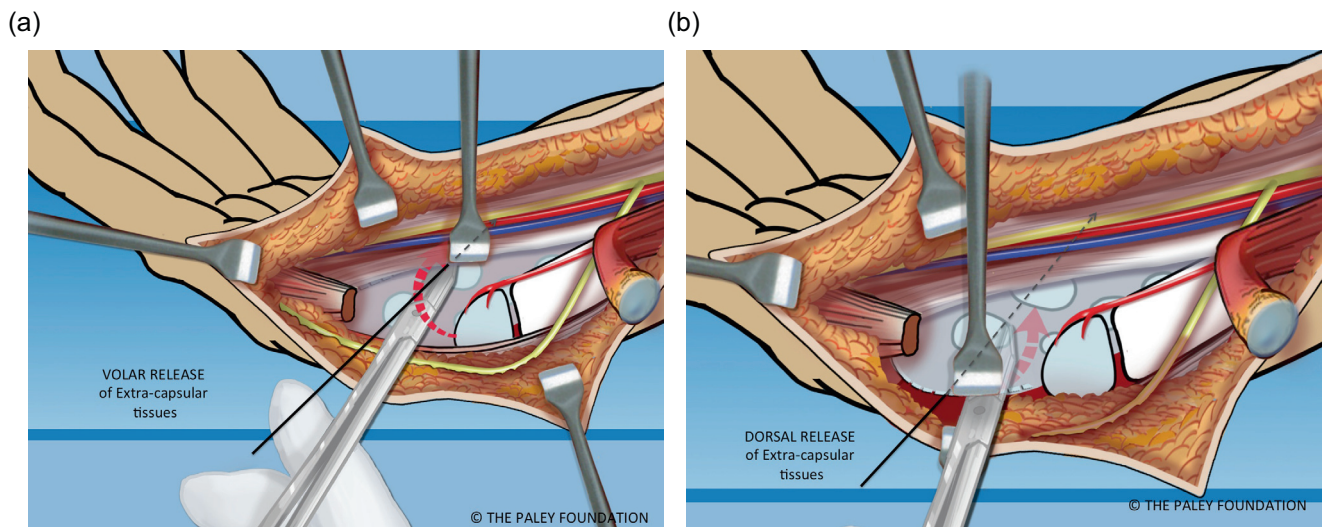 (a)
(b)
VOLAR RELEASE
of Extra-capsular
tissues
© THE PALEY FOUNDATION
DORSAL RELEASE
of Extra-capsular
tissues
© THE PALEY FOUNDATION